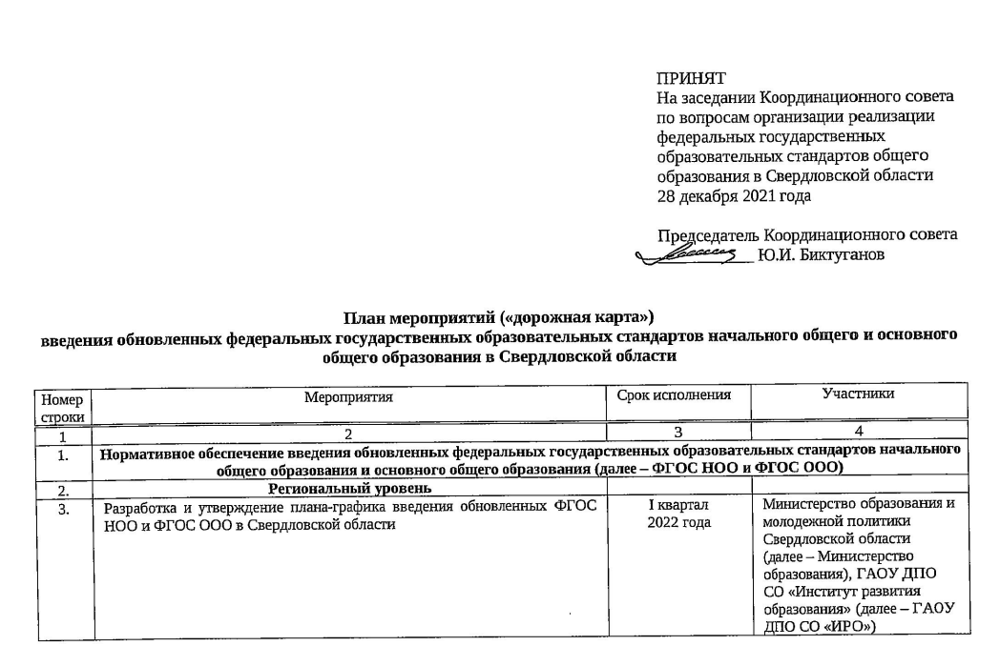 ПРИНЯТ
На заседании Координационного совета
по вопросам организации реализации
федеральных государственных
образовательных стандартов общего
образования в Свердловской области
28 декабря 2021 года
Председатель Координационного совета
Ю.И. Биктуганов
План мероприятий («дорожная карта»)
введения обновленных федеральных государственных образовательных стандартов начального общего и основного
общего образования в Свердловской области
Номер строки Мероприятия Срок исполнения Участники
1 2 3 4
1. Нормативное обеспечение введения обновленных федеральных государственных образовательных стандартов начального
общего образования и основного общего образования (далее – ФГОС НОО и ФГОС ООО)
2. Региональный уровень
3. Разработка и утверждение плана-графика введения обновленных ФГОС
НОО и ФГОС ООО в Свердловской области
I квартал
2022 года
Министерство образования и
молодежной политики
Свердловской области
(далее – Министерство
образования), ГАОУ ДПО
СО «Институт развития
образования» (далее – ГАОУ
ДПО СО «ИРО»)